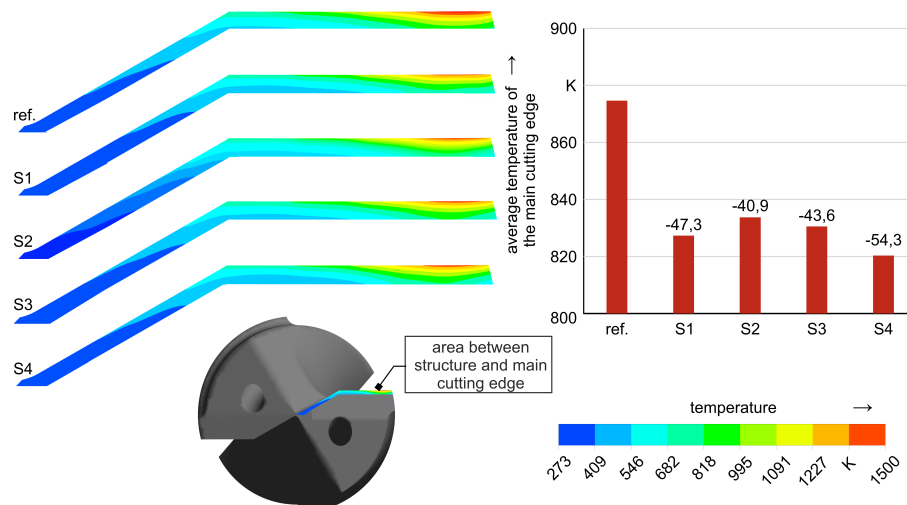 ref.
S1
S2
S3
S4
area between
structure and main
cutting edge
average temperature of →
the main cutting edge
900
K
860
840
820
800
-47,3
-40,9
-43,6
-54,3
ref. S1 S2 S3 S4
temperature →
273 409 546 682 818 995 1091 1227 K 1500